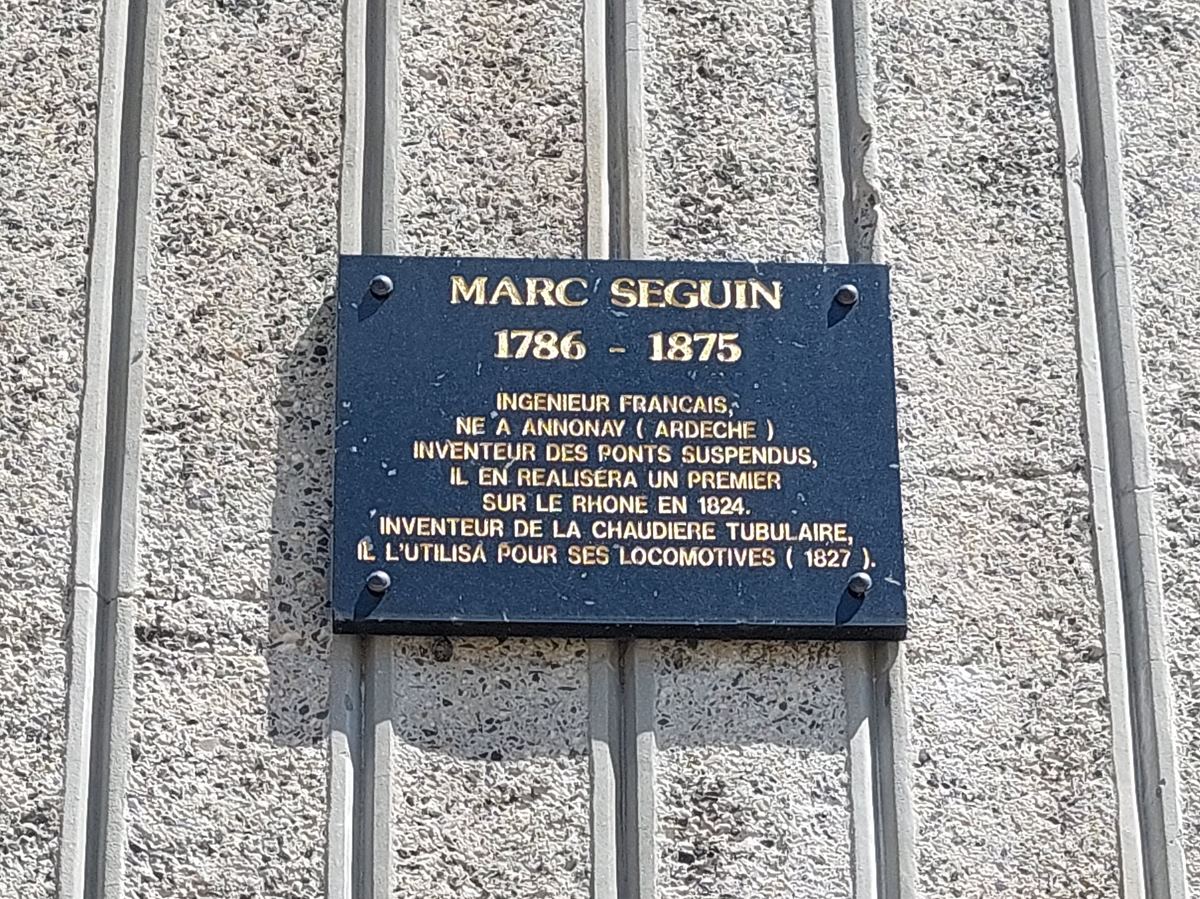 MARC SEGUIN
1786 - 1875
INGENIEUR FRANCAIS,
NE A ANNONAY ( ARDECHE )
INVENTEUR DES PONTS SUSPENDUS,
IL EN REALISERA UN PREMIER
SUR LE RHONE EN 1824.
INVENTEUR DE LA CHAUDIERE TUBULAIRE,
IL L'UTILISA POUR SES LOCOMOTIVES ( 1827 ).